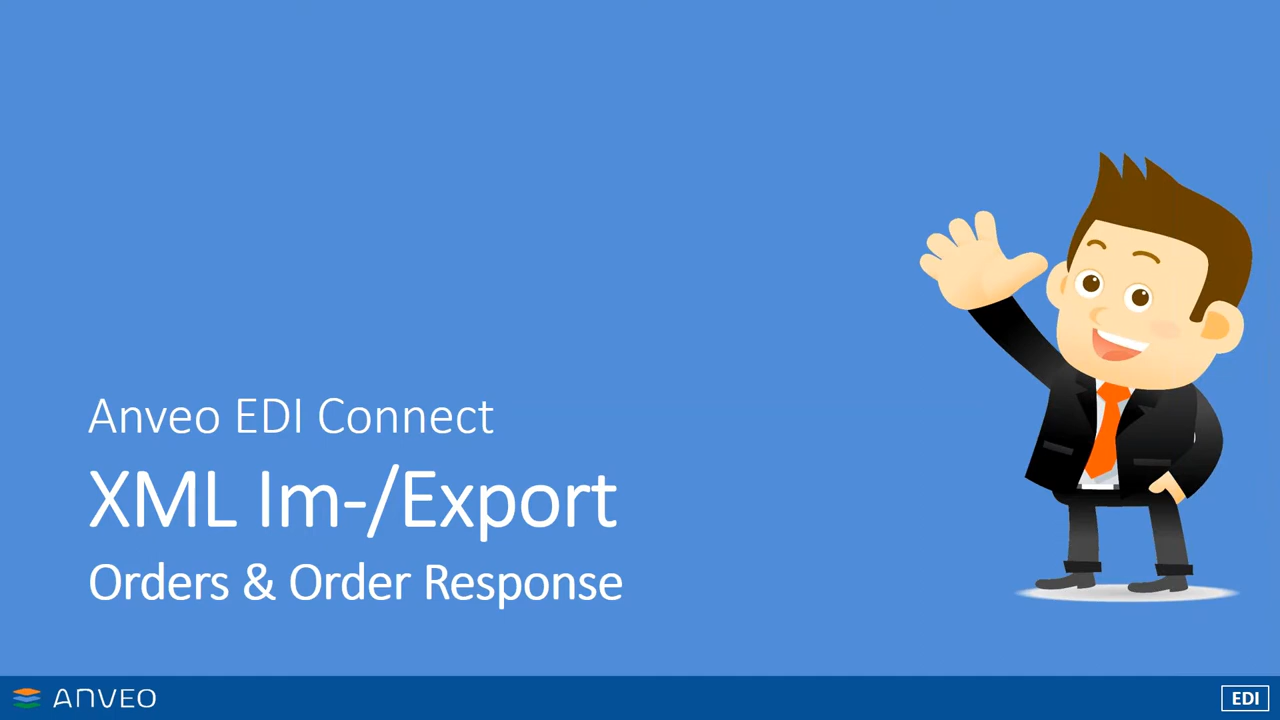 Anveo EDI Connect
XML Im-/Export
Orders & Order Response
ANVEO
EDI